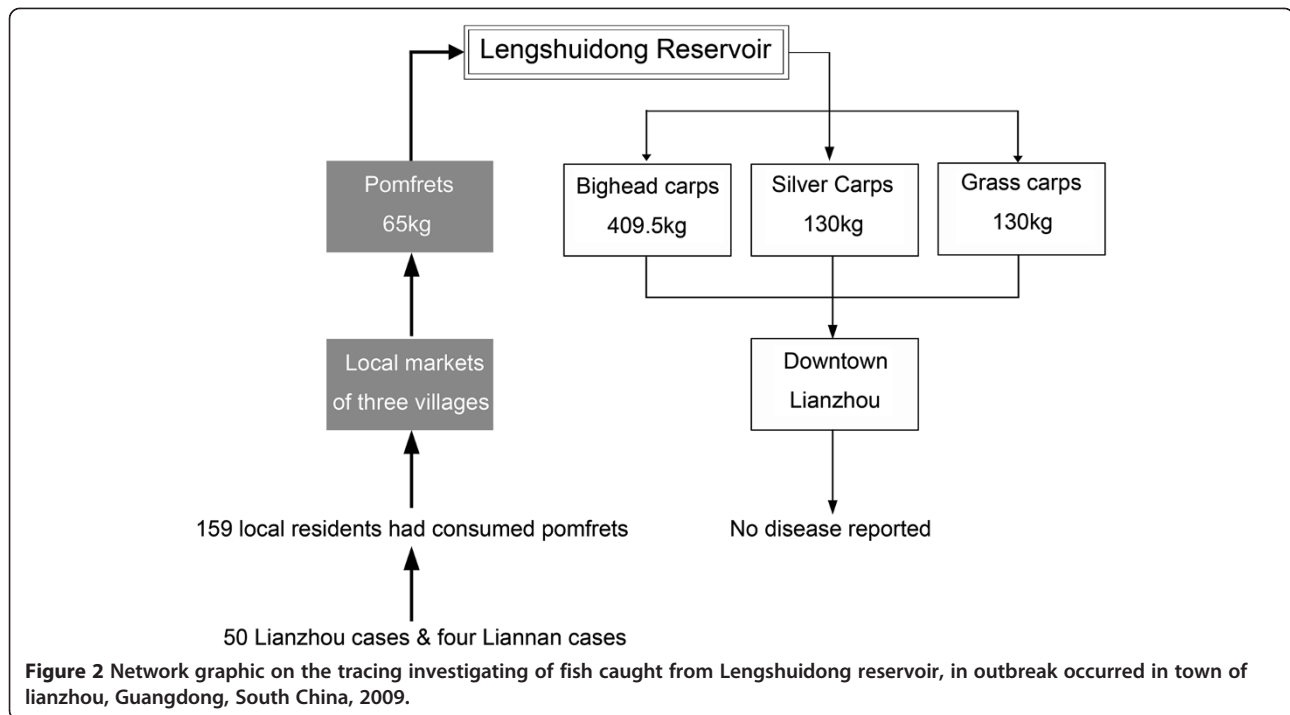 Lengshuidong Reservoir
Pomfrets
65kg
Bighead carps
409.5kg
Silver Carps
130kg
Grass carps
130kg
Local markets
of three villages
Downtown
Lianzhou
159 local residents had consumed pomfrets
No disease reported
50 Lianzhou cases & four Liannan cases
Figure 2 Network graphic on the tracing investigating of fish caught from Lengshuidong reservoir, in outbreak occurred in town of
lianzhou, Guangdong, South China, 2009.